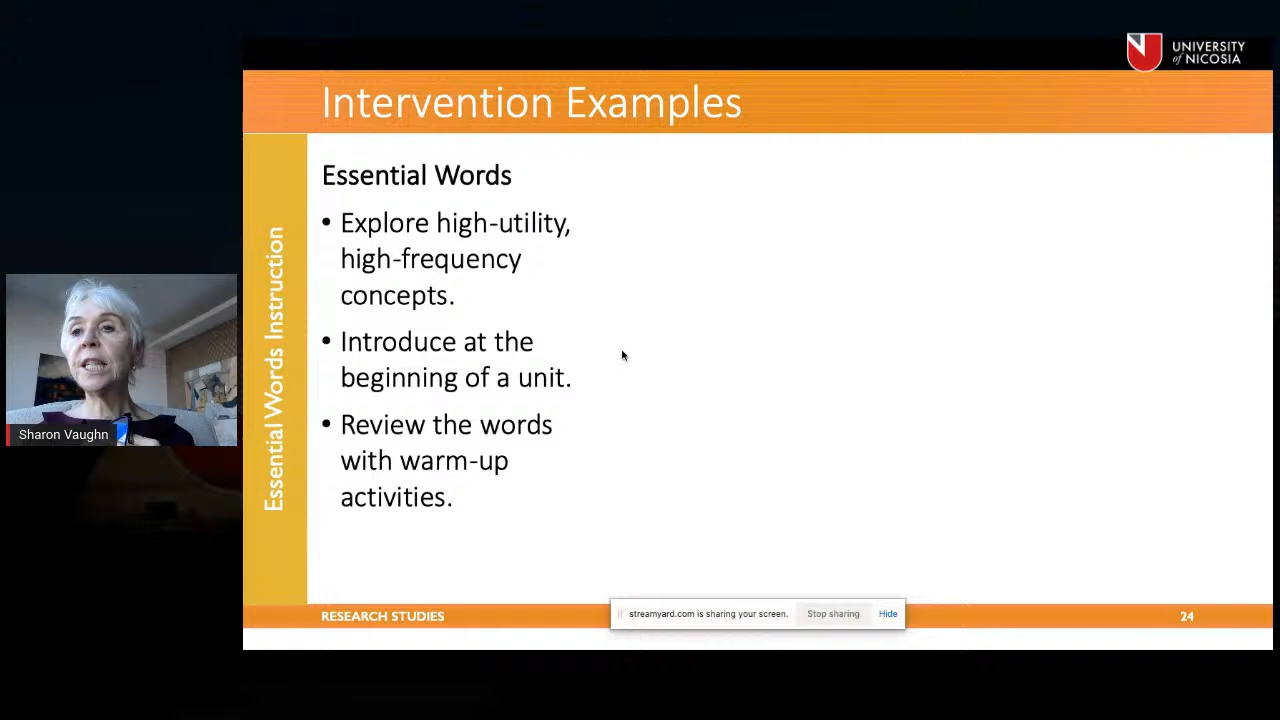 UNIVERSITY
of NICOSIA
Intervention Examples
Essential Words Instruction
Essential Words
• Explore high-utility,
high-frequency
concepts.
• Introduce at the
beginning of a unit.
• Review the words
with warm-up
activities.
Sharon Vaughn
streamyard.com is sharing your screen.
Stop sharing
Hide
RESEARCH STUDIES
24